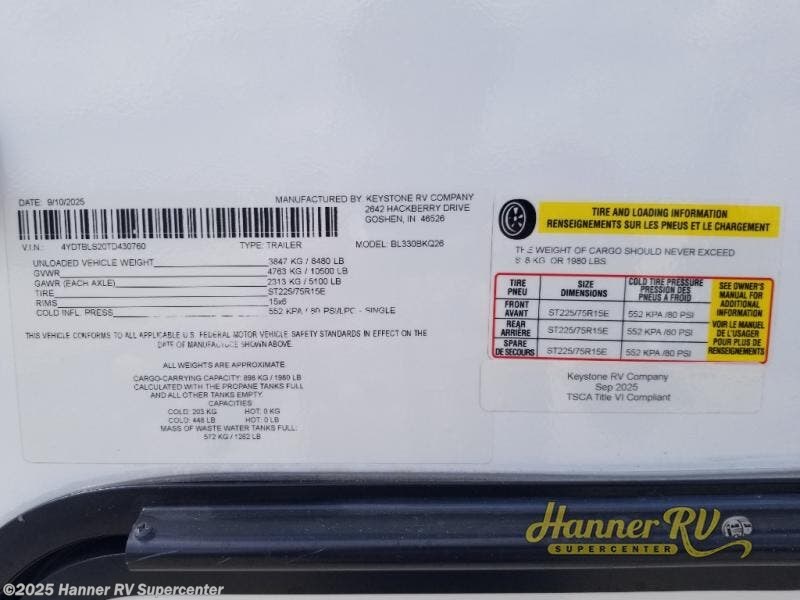 DATE: 9/10/2025
MANUFACTURED BY KEYSTONE RV COMPANY
2642 HACKBERRY DRIVE
GOSHEN, IN 46526
V.I.N.: 4YDTBLS20TD430760 TYPE: TRAILER MODEL: BL330BKQ26
UNLOADED VEHICLE WEIGHT 3847 KG / 8480 LB
GVWR 4763 KG / 10500 LB
GAWR (EACH AXLE) 2313 KG / 5100 LB
TIRE ST225/75R15E
RIMS 15x6
COLD INFL. PRESS 552 KPA / 80 PSI/LPC - SINGLE
THIS VEHICLE CONFORMS TO ALL APPLICABLE U.S. FEDERAL MOTOR VEHICLE SAFETY STANDARDS IN EFFECT ON THE
DATE OF MANUFACTURE SHOWN ABOVE.
ALL WEIGHTS ARE APPROXIMATE
CARGO-CARRYING CAPACITY: 898 KG / 1980 LB
CALCULATED WITH THE PROPANE TANKS FULL
AND ALL OTHER TANKS EMPTY.
CAPACITIES
COLD: 203 KG HOT: 0 KG
COLD: 448 LB HOT: 0 LB
MASS OF WASTE WATER TANKS FULL:
572 KG / 1262 LB
TIRE AND LOADING INFORMATION
RENSEIGNEMENTS SUR LES PNEUS ET LE CHARGEMENT
THE WEIGHT OF CARGO SHOULD NEVER EXCEED
KG OR 1980 LBS
TIRE
PNEU
SIZE
DIMENSIONS
COLD TIRE PRESSURE
PRESSION DES
PNEUS A FROID
FRONT
AVANT
ST225/75R15E
552 KPA /80 PSI
REAR
ARRIÈRE
ST225/75R15E
552 KPA /80 PSI
SPARE
DE SECOURS
ST225/75R15E
552 KPA /80 PSI
SEE OWNER'S
MANUAL FOR
ADDITIONAL
INFORMATION
VOIR LE MANUEL
DE L'USAGER
POUR PLUS DE
RENSEIGNEMENTS
Keystone RV Company
Sep 2025
TSCA Title VI Compliant
Hanner RV
SUPERCENTER
©2025 Hanner RV Supercenter